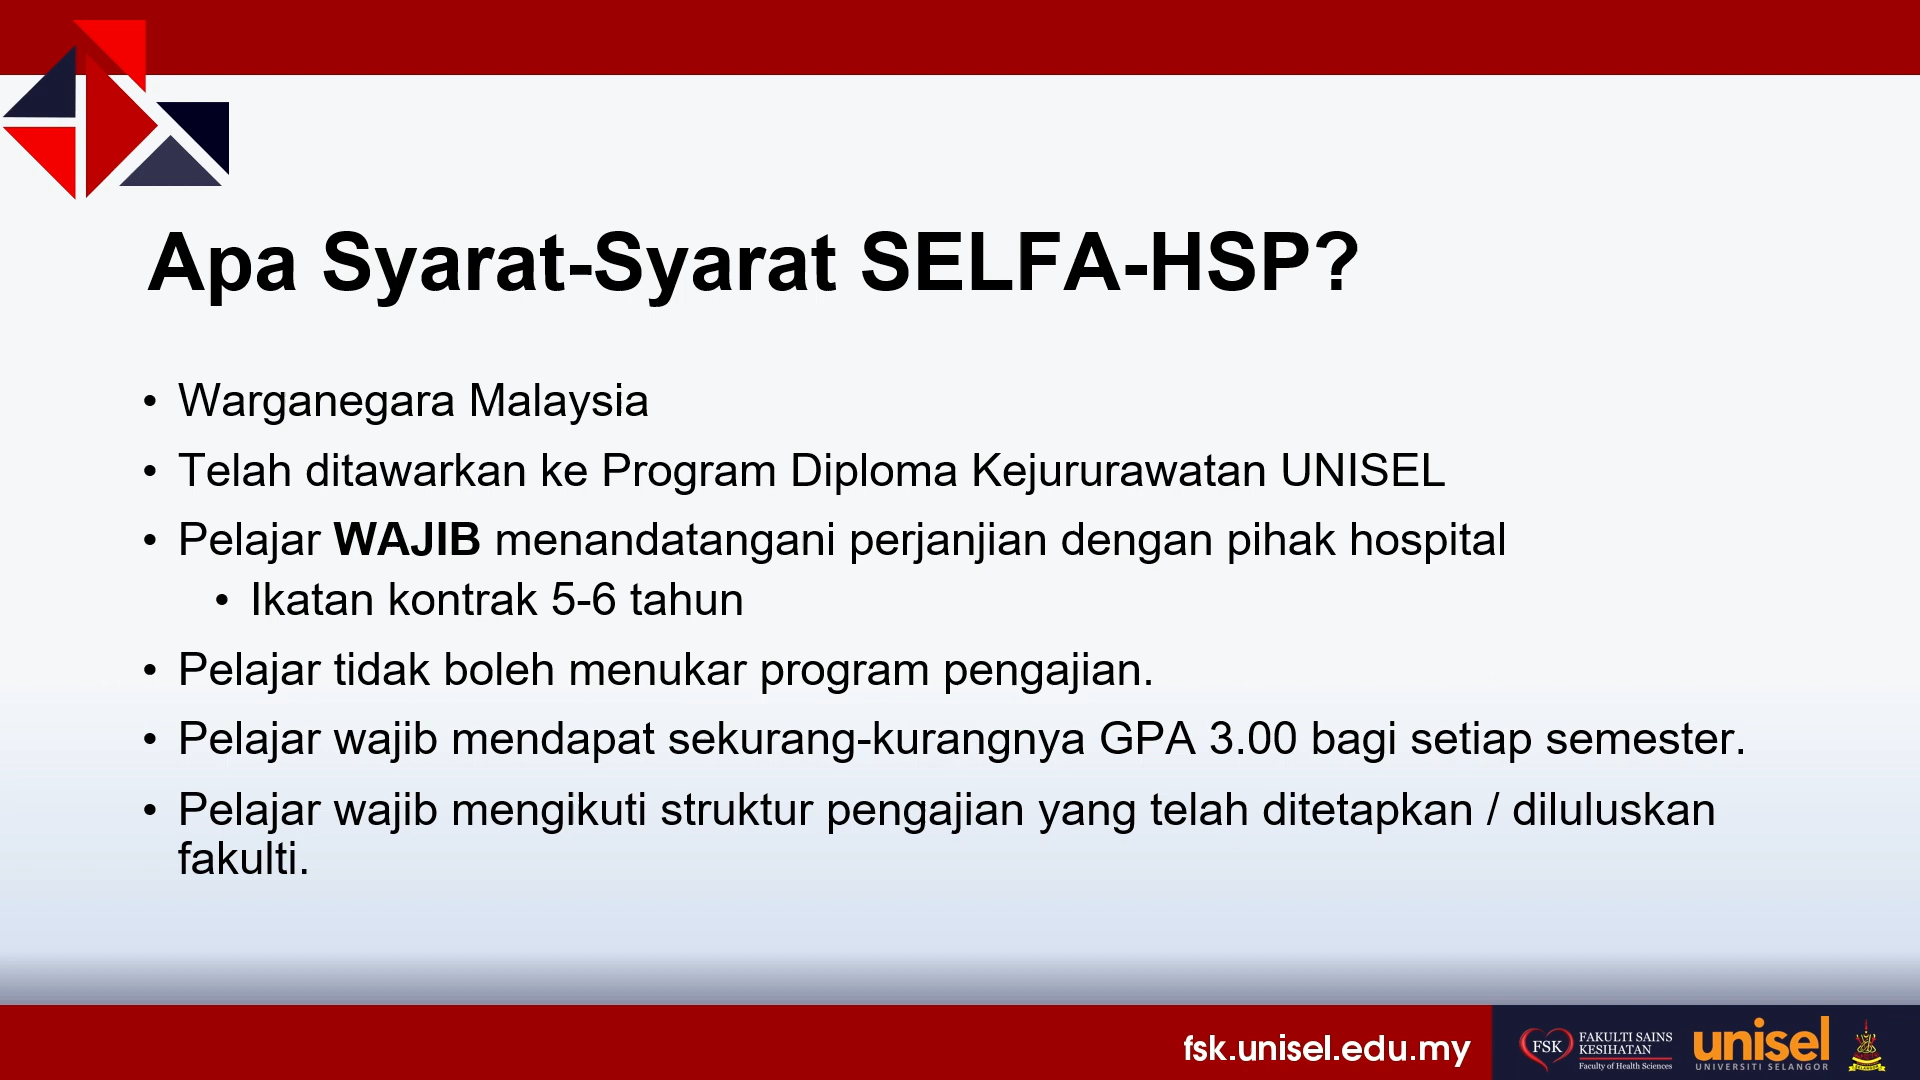 Apa Syarat-Syarat SELFA-HSP?
• Warganegara Malaysia
• Telah ditawarkan ke Program Diploma Kejururawatan UNISEL
• Pelajar WAJIB menandatangani perjanjian dengan pihak hospital
• Ikatan kontrak 5-6 tahun
• Pelajar tidak boleh menukar program pengajian.
• Pelajar wajib mendapat sekurang-kurangnya GPA 3.00 bagi setiap semester.
• Pelajar wajib mengikuti struktur pengajian yang telah ditetapkan / diluluskan
fakulti.
fsk.unisel.edu.my
FSK
FAKULTI SAINS
KESIHATAN
Faculty of Health Sciences
unisel
UNIVERSITI SELANGOR
SELANGOR